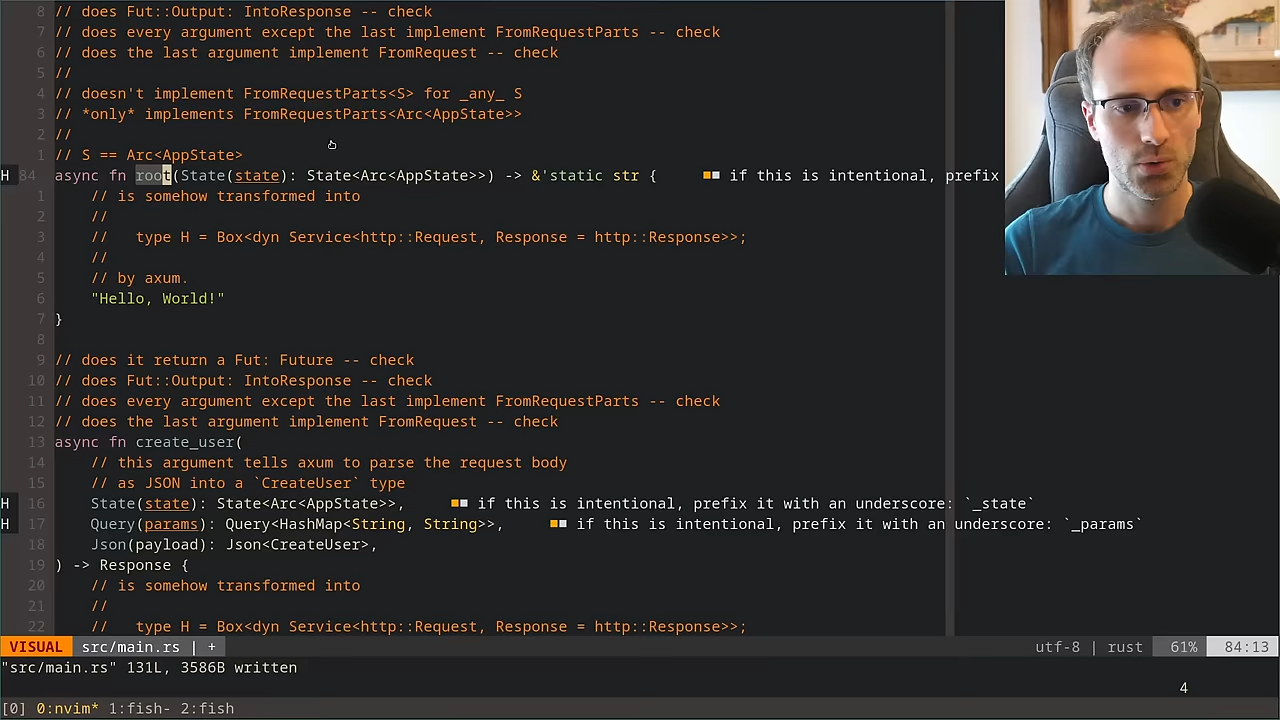 8 // does Fut::Output: IntoResponse -- check
7 // does every argument except the last implement FromRequestParts -- check
6 // does the last argument implement FromRequest -- check
5 //
4 // doesn't implement FromRequestParts<S> for _any_ S
3 // *only* implements FromRequestParts<Arc<AppState>>
2 //
1 // S == Arc<AppState>
H 84 async fn root(State(state): State<Arc<AppState>>) -> &'static str { if this is intentional, prefix
1 // is somehow transformed into
2 //
3 // type H = Box<dyn Service<http::Request, Response = http::Response>>;
4 //
5 // by axum.
6 "Hello, World!"
7 }
8
9 // does it return a Fut: Future -- check
10 // does Fut::Output: IntoResponse -- check
11 // does every argument except the last implement FromRequestParts -- check
12 // does the last argument implement FromRequest -- check
13 async fn create_user(
14 // this argument tells axum to parse the request body
15 // as JSON into a `CreateUser` type
H 16 State(state): State<Arc<AppState>>, if this is intentional, prefix it with an underscore: `_state`
H 17 Query(params): Query<HashMap<String, String>>, if this is intentional, prefix it with an underscore: `_params`
18 Json(payload): Json<CreateUser>,
19 ) -> Response {
20 // is somehow transformed into
21 //
22 // type H = Box<dyn Service<http::Request, Response = http::Response>>;
VISUAL src/main.rs | + utf-8 | rust 61% 84:13
"src/main.rs" 131L, 3586B written
4
[0] 0:nvim* 1:fish- 2:fish